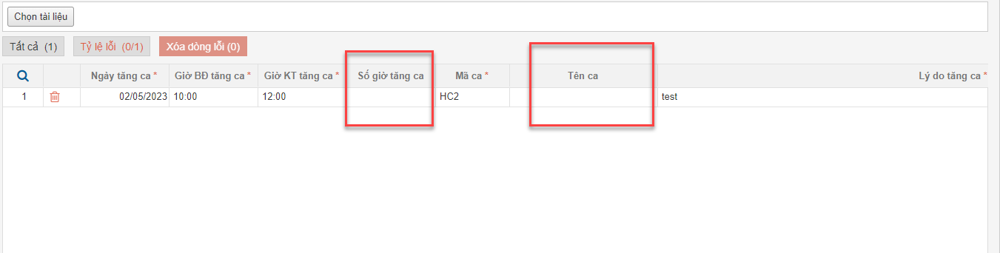 Chọn tài liệu
Tất cả (1) Tỷ lệ lỗi (0/1) Xóa dòng lỗi (0)
Ngày tăng ca * Giờ BĐ tăng ca * Giờ KT tăng ca * Số giờ tăng ca Mã ca * Tên ca Lý do tăng ca *
1 02/05/2023 10:00 12:00 HC2 test